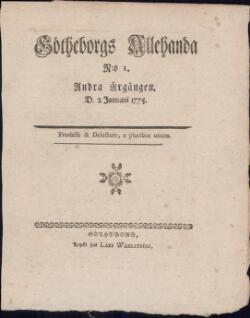 Götheborgs Allehanda
N:o 1.
Andra Årgången.
D. 2 Januarii 1775.
Prodesse & Delectare, e pluribus unum.
GÖTHEBORG,
Tryckt hos LARS WAHLSTRÖM,